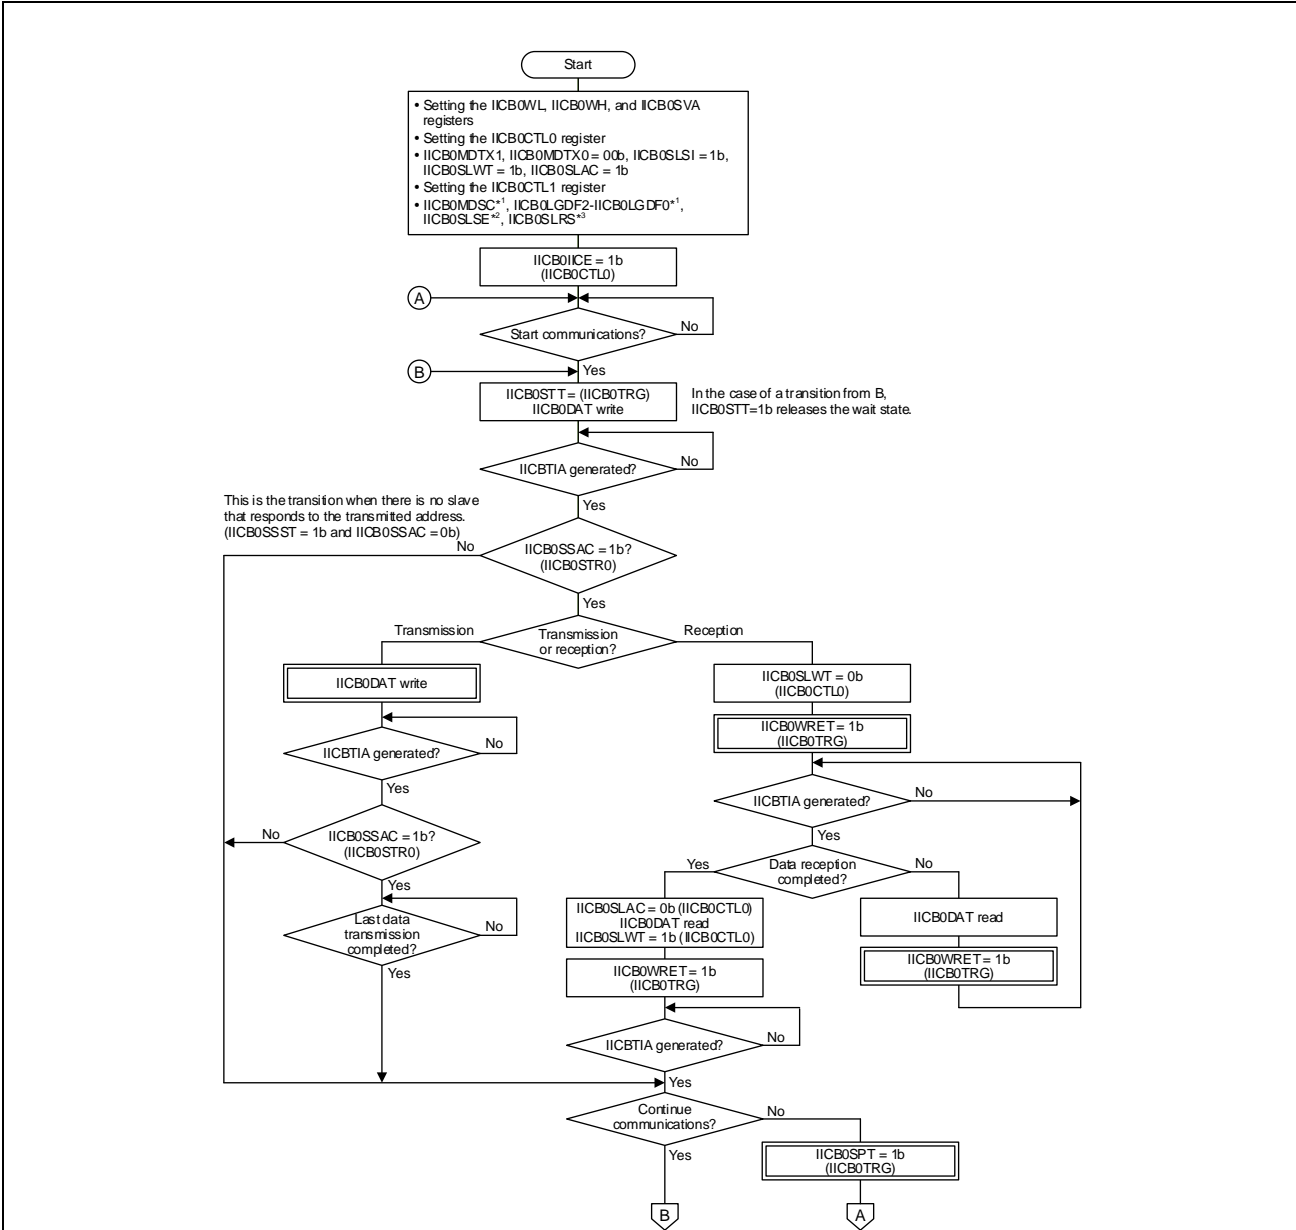 Start
• Setting the IICB0WL, IICB0WH, and IICB0SVA
registers
• Setting the IICB0CTL0 register
• IICB0MDTX1, IICB0MDTX0 = 00b, IICB0SLSI = 1b,
IICB0SLWT = 1b, IICB0SLAC = 1b
• Setting the IICB0CTL1 register
• IICB0MDSC*1, IICB0LGDF2-IICB0LGDF0*1,
IICB0SLSE*2, IICB0SLRS*3
IICB0IICE = 1b
(IICB0CTL0)
A
Start communications?
No
Yes
B
IICB0STT = (IICB0TRG)
IICB0DAT write
In the case of a transition from B,
IICB0STT=1b releases the wait state.
IICBTIA generated?
No
Yes
This is the transition when there is no slave
that responds to the transmitted address.
(IICB0SSST = 1b and IICB0SSAC = 0b)
No
IICB0SSAC = 1b?
(IICB0STR0)
Yes
Transmission
Transmission
or reception?
Reception
IICB0DAT write
IICBTIA generated?
No
Yes
No
IICB0SSAC = 1b?
(IICB0STR0)
Yes
Last data
transmission
completed?
No
Yes
IICB0SLWT = 0b
(IICB0CTL0)
IICB0WRET = 1b
(IICB0TRG)
IICBTIA generated?
No
Yes
Yes
Data reception
completed?
No
IICB0SLAC = 0b (IICB0CTL0)
IICB0DAT read
IICB0SLWT = 1b (IICB0CTL0)
IICB0DAT read
IICB0WRET = 1b
(IICB0TRG)
IICB0WRET = 1b
(IICB0TRG)
IICBTIA generated?
No
Yes
Continue
communications?
No
Yes
IICB0SPT = 1b
(IICB0TRG)
B
A